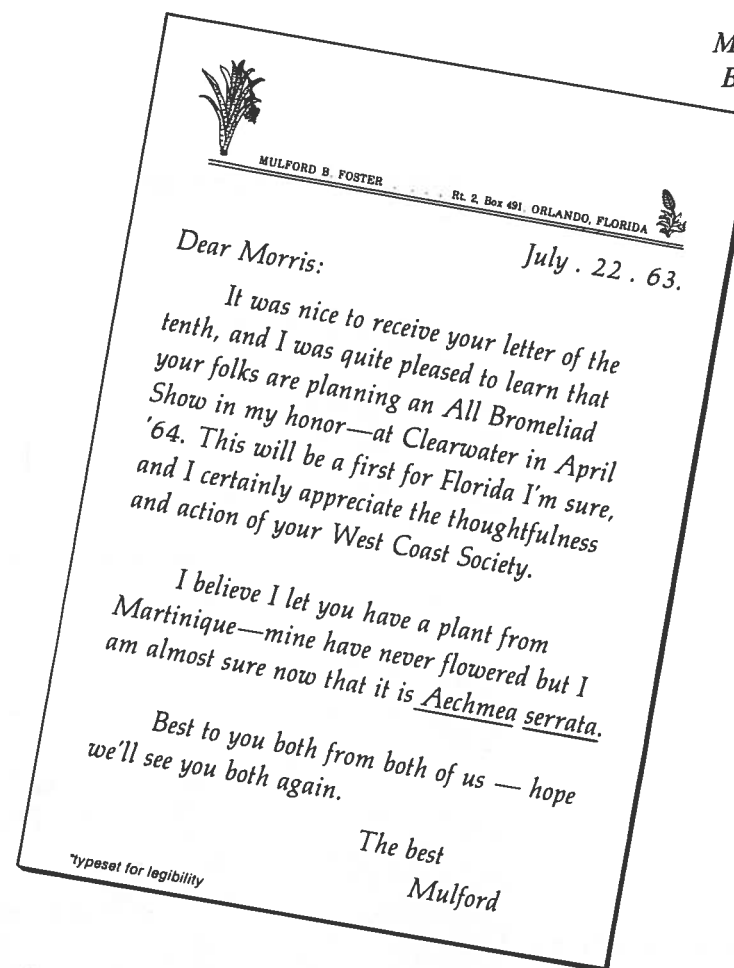 M
B
MULFORD B. FOSTER . . . . . Rt. 2, Box 491, ORLANDO, FLORIDA
July . 22 . 63.
Dear Morris:
It was nice to receive your letter of the
tenth, and I was quite pleased to learn that
your folks are planning an All Bromeliad
Show in my honor—at Clearwater in April
'64. This will be a first for Florida I'm sure,
and I certainly appreciate the thoughtfulness
and action of your West Coast Society.
I believe I let you have a plant from
Martinique—mine have never flowered but I
am almost sure now that it is Aechmea serrata.
Best to you both from both of us — hope
we'll see you both again.
The best
Mulford
*typeset for legibility